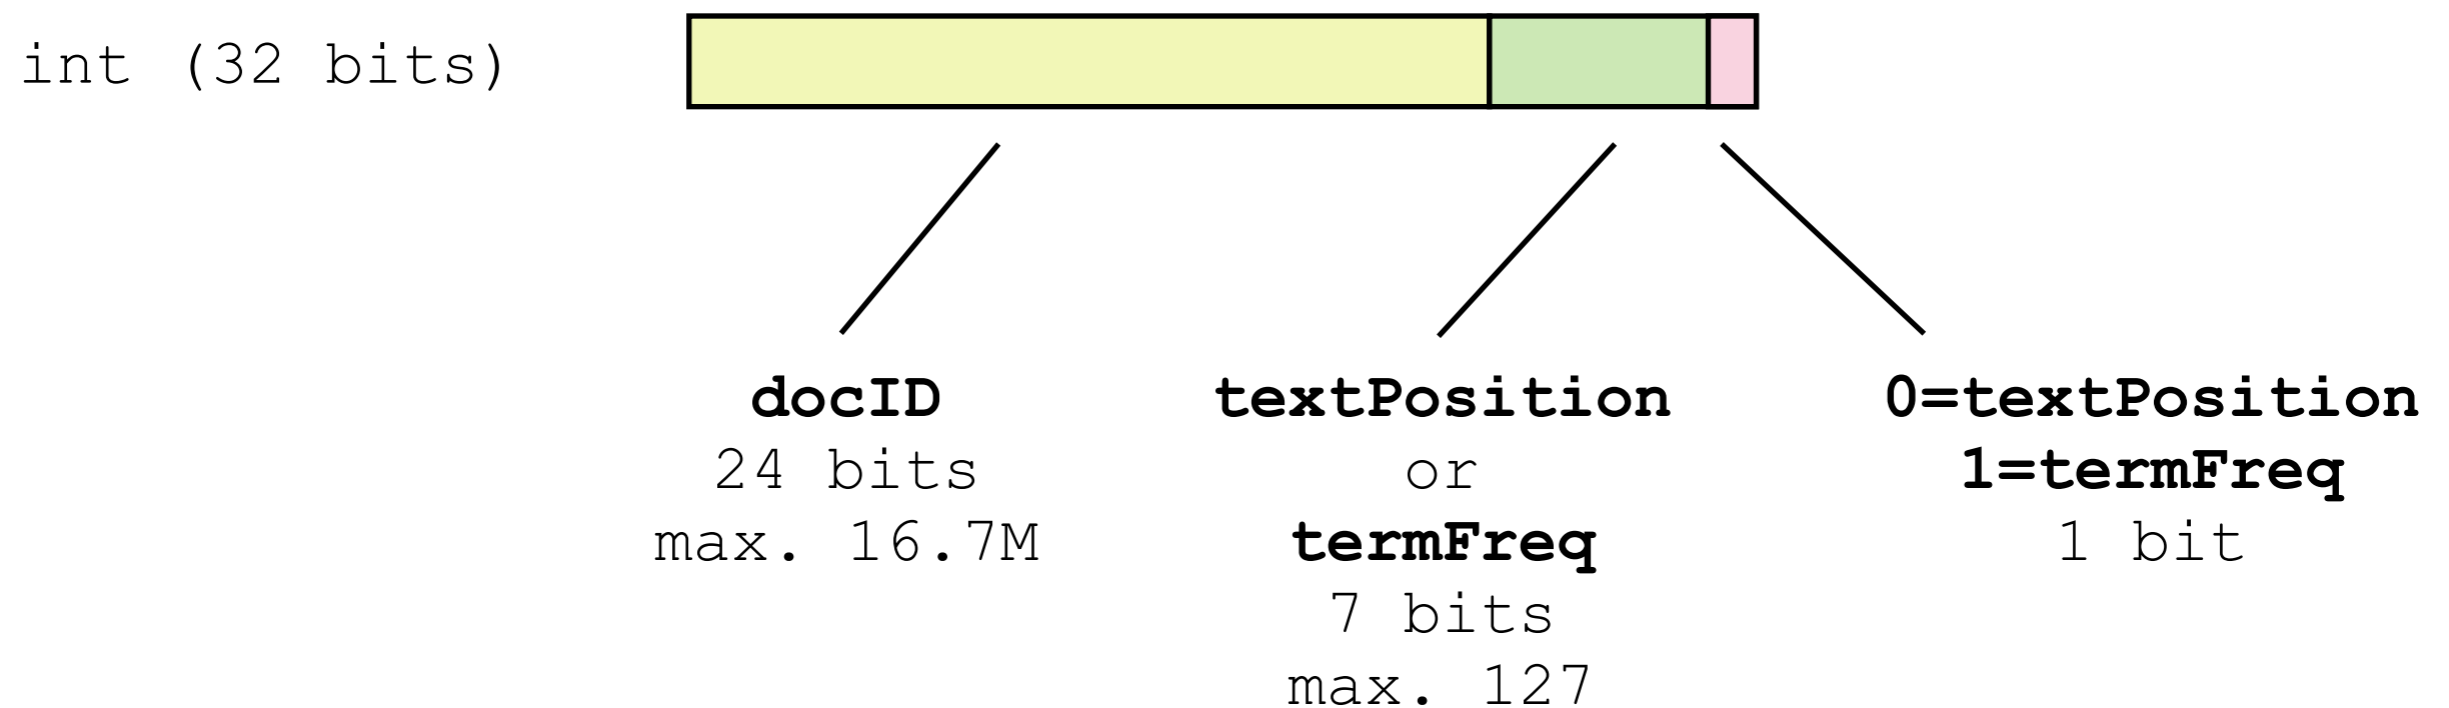 int (32 bits)
docID
24 bits
max. 16.7M
textPosition
or
termFreq
7 bits
max. 127
0=textPosition
1=termFreq
1 bit